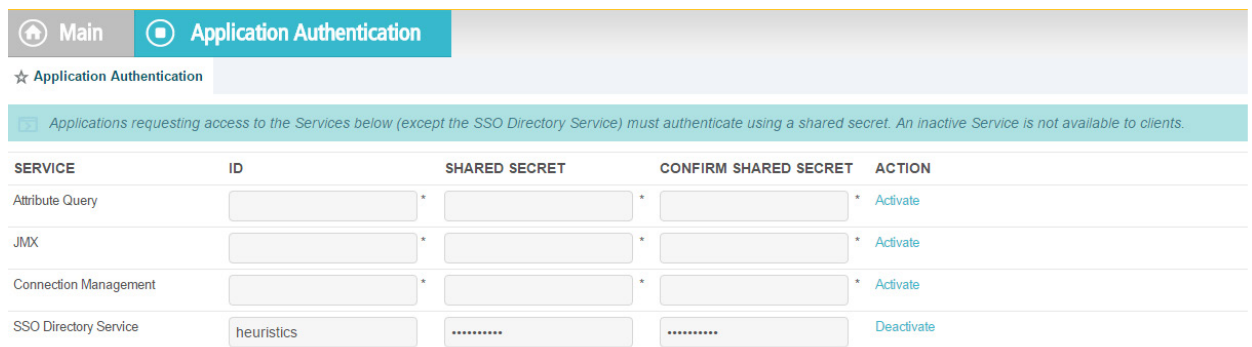 Main Application Authentication
Application Authentication
Applications requesting access to the Services below (except the SSO Directory Service) must authenticate using a shared secret. An inactive Service is not available to clients.
SERVICE ID SHARED SECRET CONFIRM SHARED SECRET ACTION
Attribute Query * * * Activate
JMX * * * Activate
Connection Management * * * Activate
SSO Directory Service heuristics •••••••••• •••••••••• Deactivate